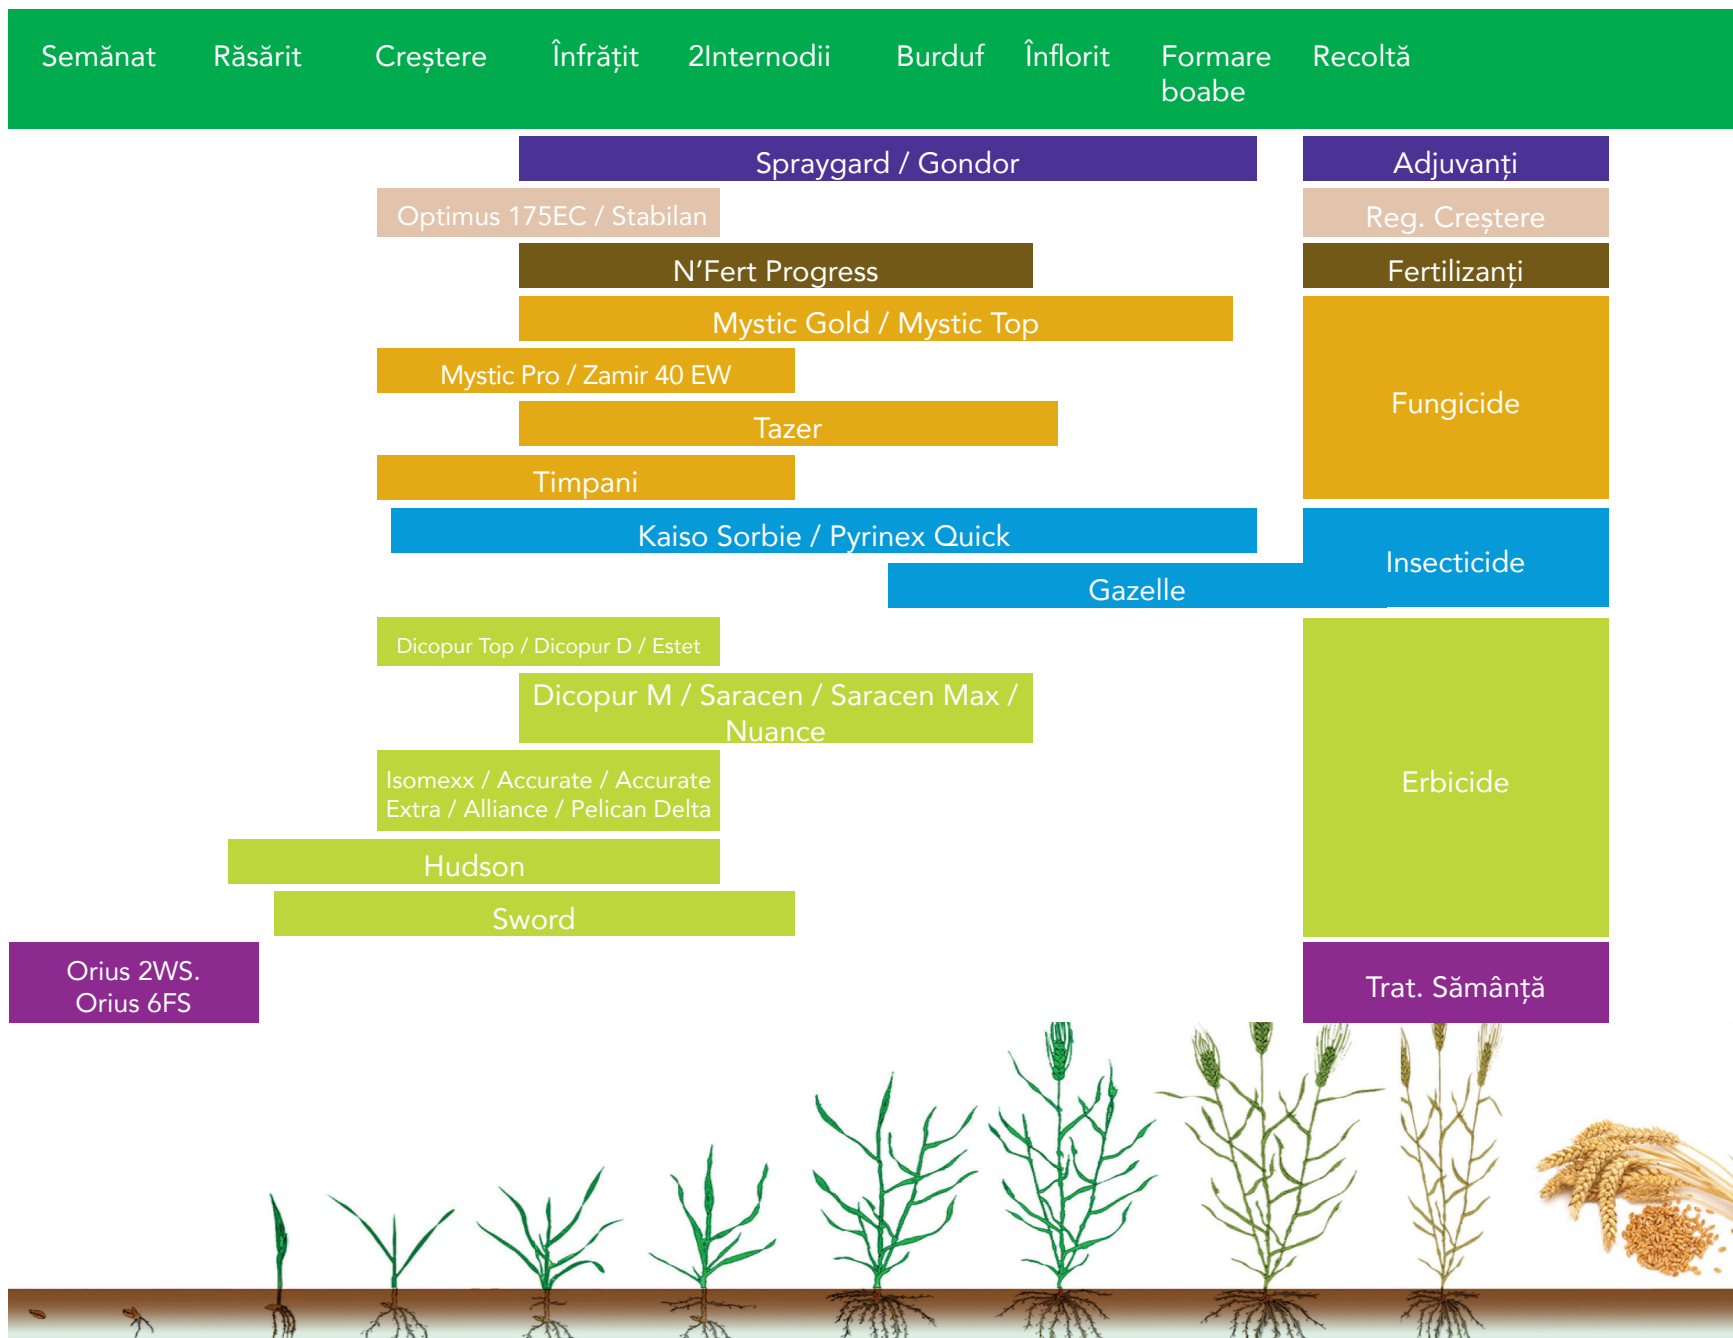 Semănat
Răsărit
Creștere
Înfrățit
2Internodii
Burduf
Înflorit
Formare
boabe
Recoltă
Spraygard / Gondor
Adjuvanți
Optimus 175EC / Stabilan
Reg. Creștere
N’Fert Progress
Fertilizanți
Mystic Gold / Mystic Top
Mystic Pro / Zamir 40 EW
Fungicide
Tazer
Timpani
Kaiso Sorbie / Pyrinex Quick
Insecticide
Gazelle
Dicopur Top / Dicopur D / Estet
Dicopur M / Saracen / Saracen Max /
Nuance
Isomexx / Accurate / Accurate
Extra / Alliance / Pelican Delta
Erbicide
Hudson
Sword
Orius 2WS.
Orius 6FS
Trat. Sămânță